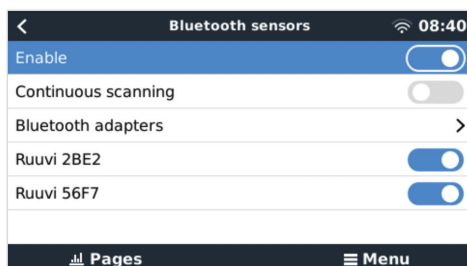 Bluetooth sensors 08:40
Enable
Continuous scanning
Bluetooth adapters
Ruuvi 2BE2
Ruuvi 56F7
Pages Menu